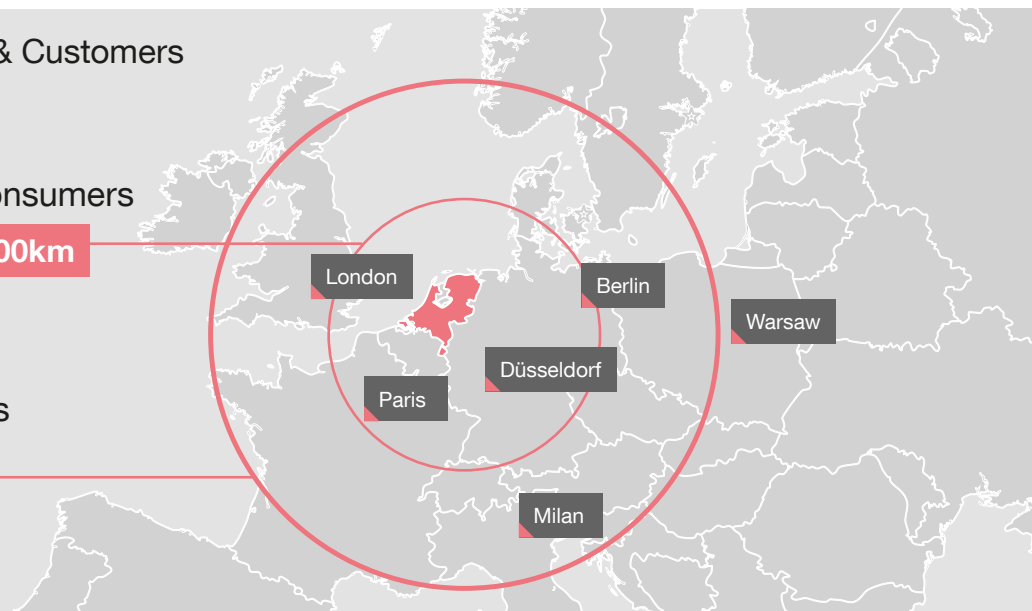 & Customers
onsumers
00km
London
Berlin
Warsaw
Düsseldorf
Paris
s
Milan